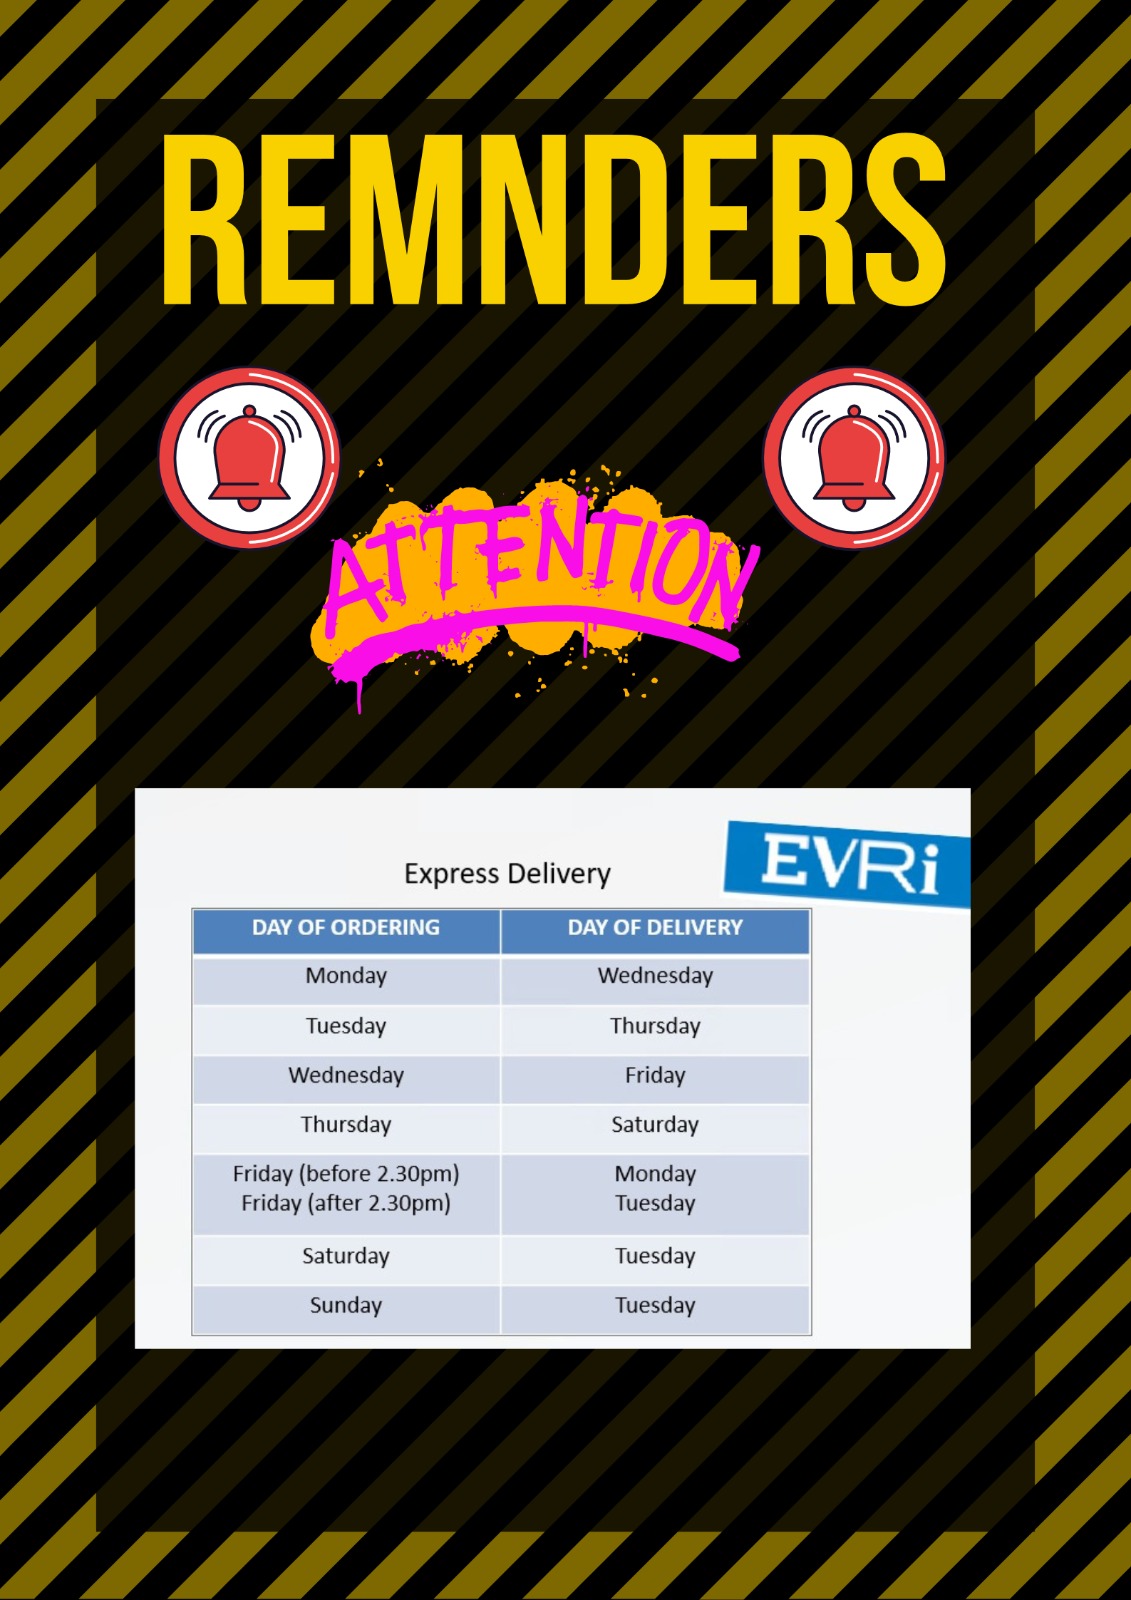 REMNDERS
ATTENTION
EVRi
Express Delivery
DAY OF ORDERING DAY OF DELIVERY
Monday Wednesday
Tuesday Thursday
Wednesday Friday
Thursday Saturday
Friday (before 2.30pm) Monday
Friday (after 2.30pm) Tuesday
Saturday Tuesday
Sunday Tuesday